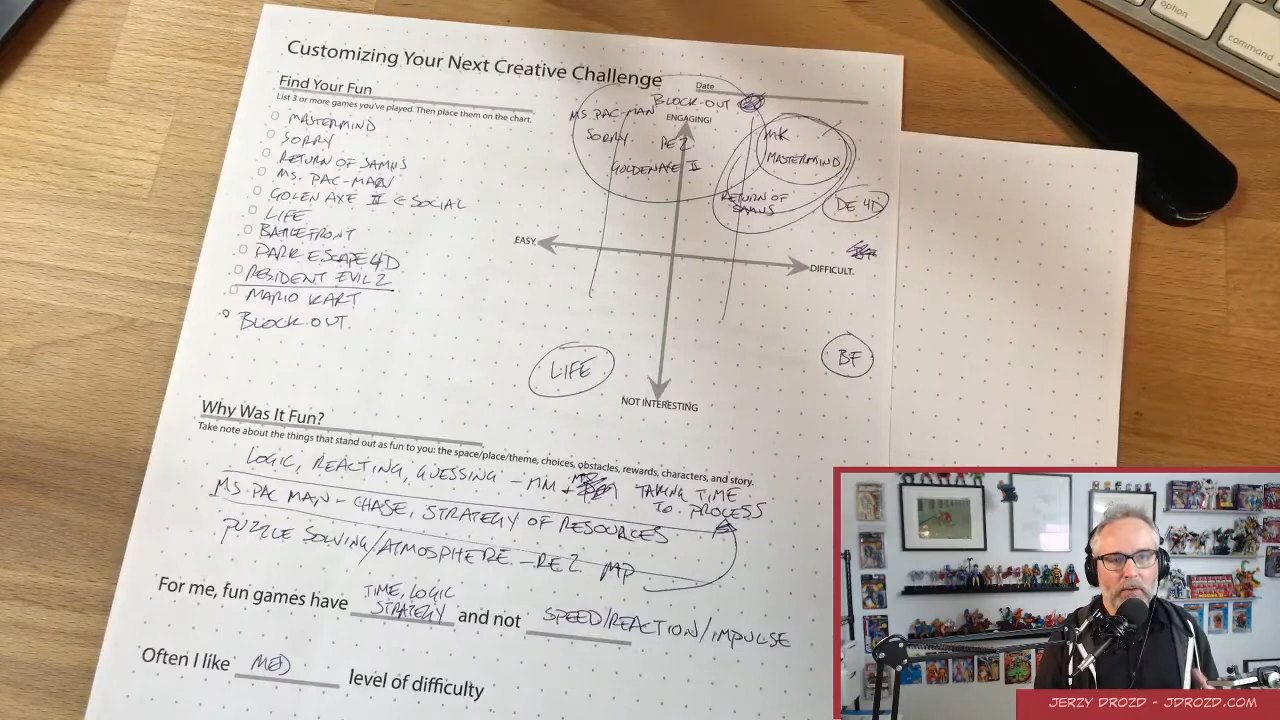 option
command
Customizing Your Next Creative Challenge
Find Your Fun
List 3 or more games you've played. Then place them on the chart.
MASTERMIND
SORRY
RETURN OF SAMUS
MS. PAC-MAN
GOLEN AXE II ← SOCIAL
LIFE
BATTLEFRONT
DARK ESCAPE 4D
RESIDENT EVIL 2
MARIO KART
BLOCK OUT
Date
BLOCK-OUT
MS. PAC-MAN
ENGAGING!
SORRY
RE 2
GOLDENAXE II
MK
MASTERMIND
RETURN OF
SAMUS
DE 4D
EASY.
DIFFICULT.
LIFE
BF
NOT INTERESTING
Why Was It Fun?
Take note about the things that stand out as fun to you: the space/place/theme, choices, obstacles, rewards, characters, and story.
LOGIC, REACTING, GUESSING - MM + TAKING TIME
TO PROCESS
MS. PAC MAN - CHASE, STRATEGY OF RESOURCES
PUZZLE SOLVING/ATMOSPHERE - RE2 MP
For me, fun games have TIME, LOGIC
STRATEGY and not SPEED/REACTION/IMPULSE
Often I like MED level of difficulty
JERZY DROZD - JDROZD.COM